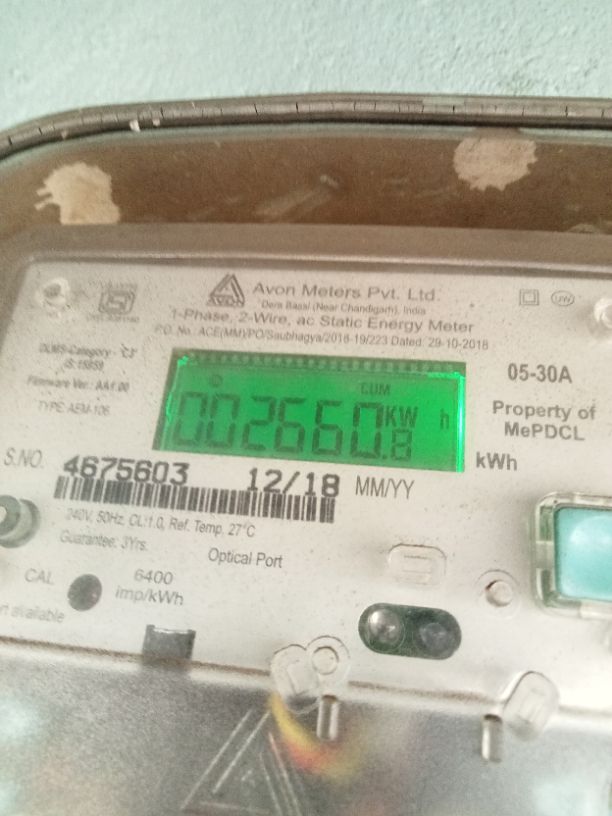 AVON
Avon Meters Pvt. Ltd.
Dera Bassi (Near Chandigarh), India
1-Phase, 2-Wire, ac Static Energy Meter
P.O. No.: ACE(MM)/PO/Saubhagya/2018-19/223 Dated: 29-10-2018
UW
DLMS-Category - 'C3'
IS:15959
Firmware Ver.: AA1.00
TYPE: AEM-106
CUM
002660.8 KW h
kWh
05-30A
Property of
MePDCL
S.NO. 4675603 12/18 MM/YY
240V, 50Hz, CL:1.0, Ref. Temp. 27°C
Guarantee: 3Yrs.
Optical Port
CAL
6400
imp/kWh
available